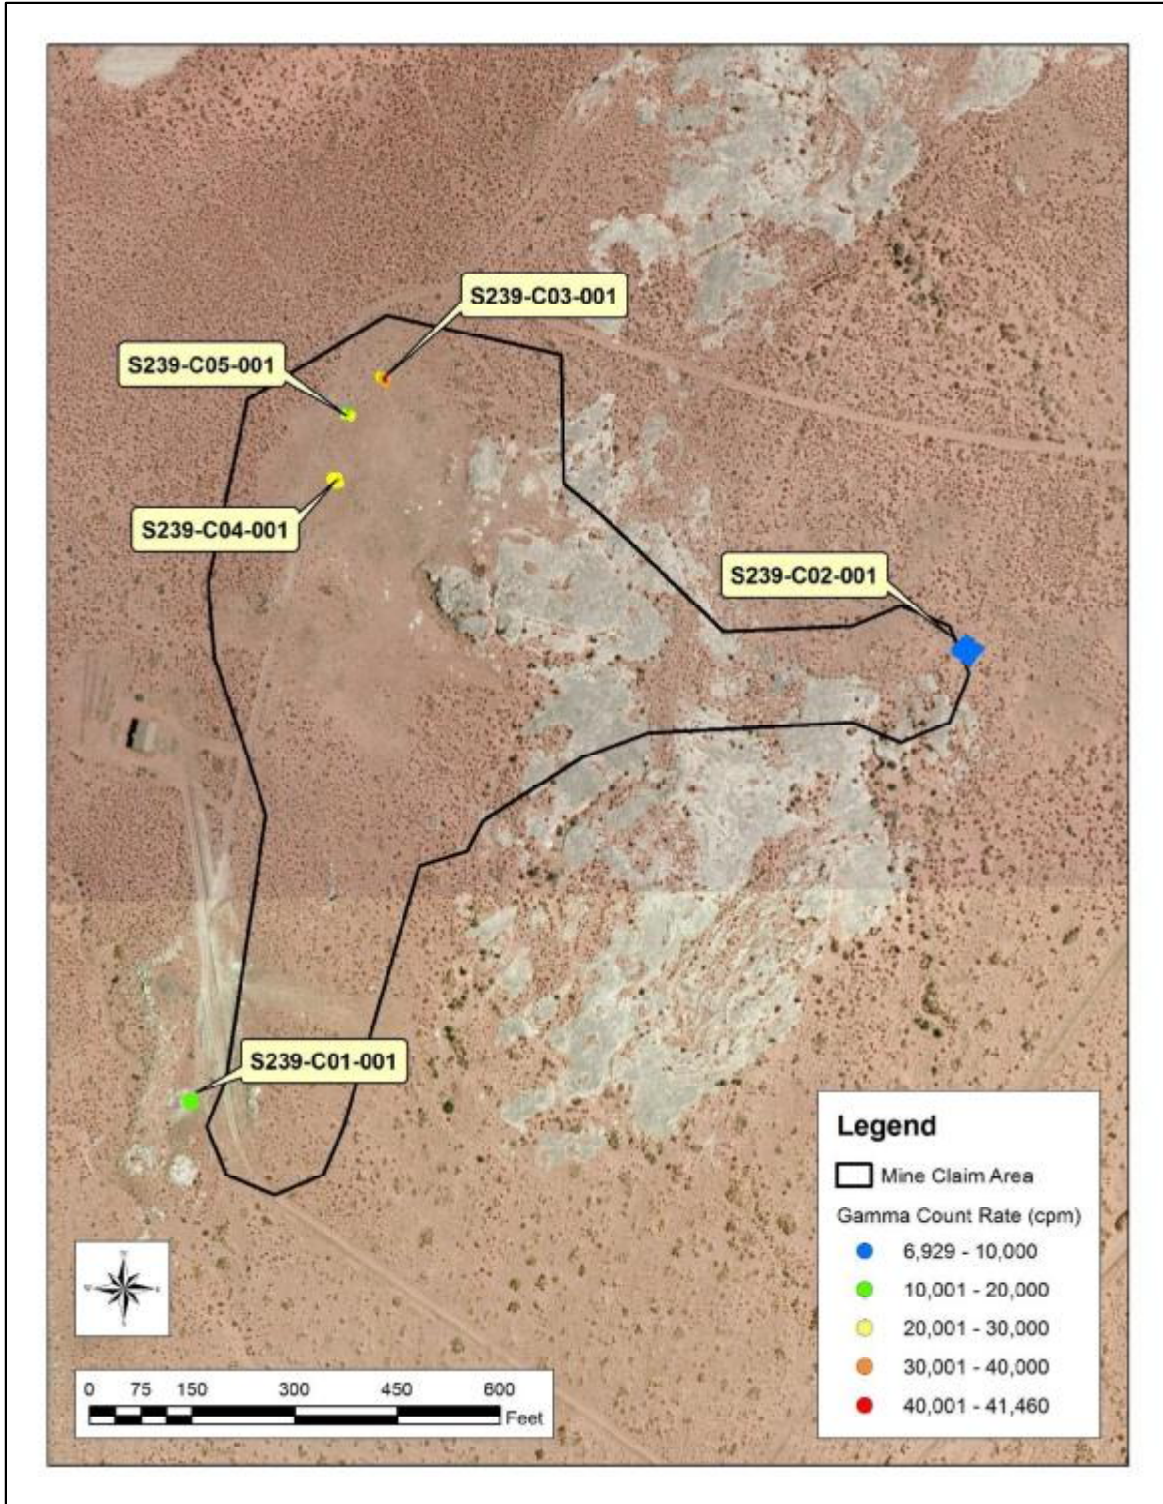 S239-C03-001
S239-C05-001
S239-C04-001
S239-C02-001
S239-C01-001
Legend
Mine Claim Area
Gamma Count Rate (cpm)
6,929 - 10,000
10,001 - 20,000
20,001 - 30,000
30,001 - 40,000
40,001 - 41,460
0 75 150 300 450 600
Feet